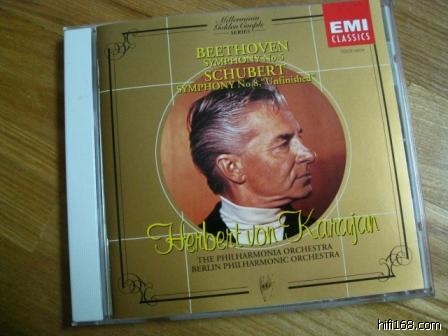 Millennium
Golden Couple
SERIES
EMI
CLASSICS
BEETHOVEN
SYMPHONY No.5
SCHUBERT
SYMPHONY No.8,"Unfinished"
Herbert von Karajan
THE PHILHARMONIA ORCHESTRA
BERLIN PHILHARMONIC ORCHESTRA
hifi168.com